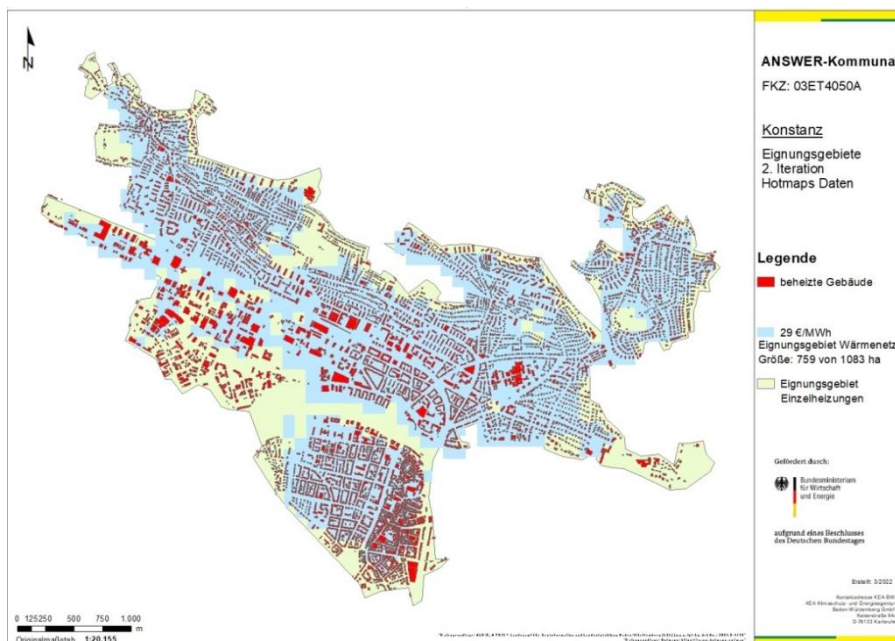 N
ANSWER-Kommuna
FKZ: 03ET4050A
Konstanz
Eignungsgebiete
2. Iteration
Hotmaps Daten
Legende
beheizte Gebäude
29 €/MWh
Eignungsgebiet Wärmenetz
Größe: 759 von 1083 ha
Eignungsgebiet
Einzelheizungen
Gefördert durch:
Bundesministerium
für Wirtschaft
und Energie
aufgrund eines Beschlusses
des Deutschen Bundestages
Erstellt: 3/2022
0 125250 500 750 1.000
m
Originalmaßstab 1:20.155